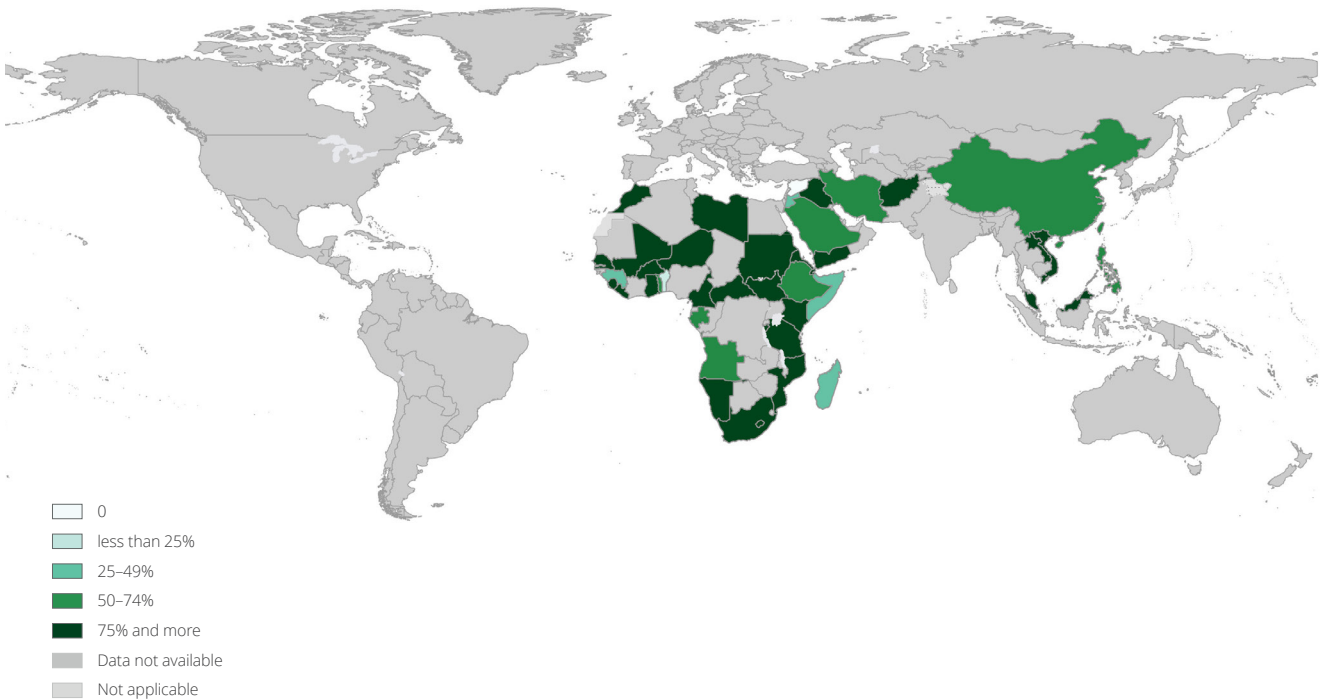 0
less than 25%
25–49%
50–74%
75% and more
Data not available
Not applicable